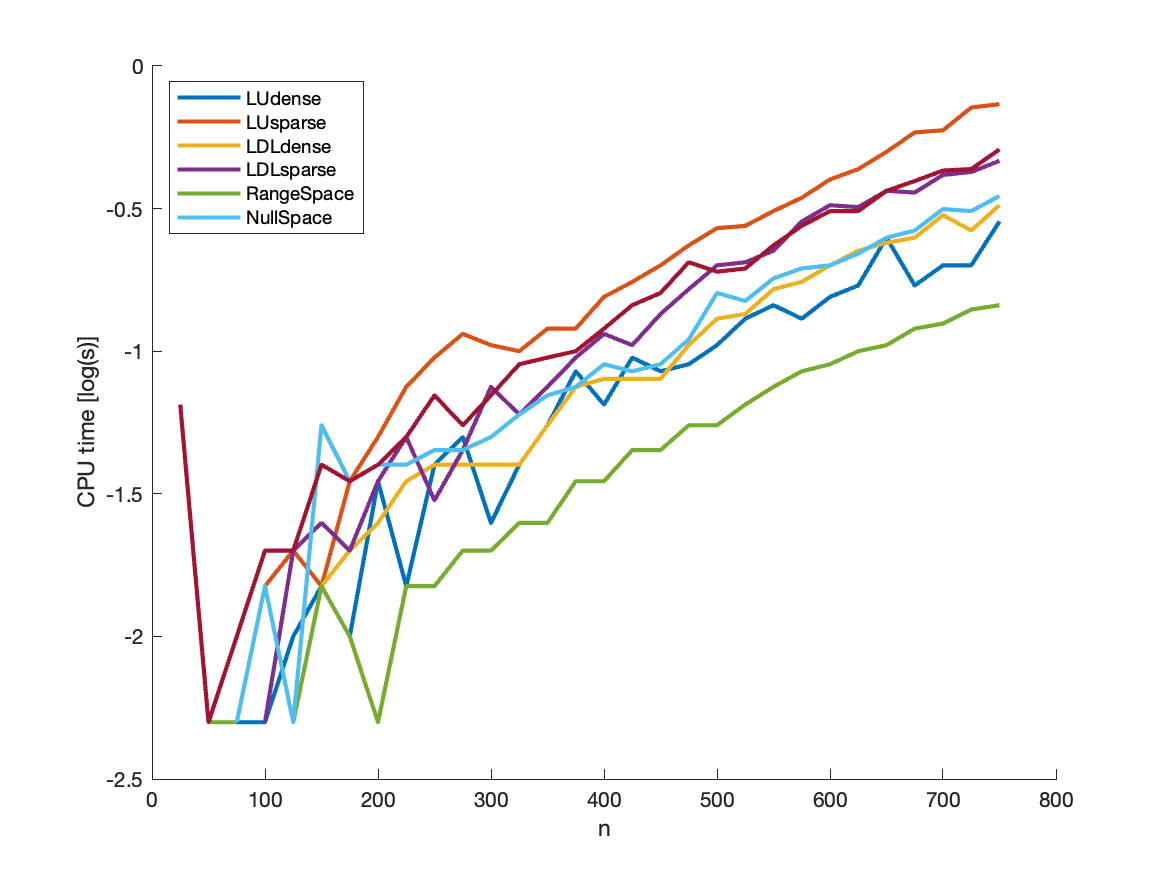 0
-0.5
-1
-1.5
-2
-2.5
CPU time [log(s)]
LUdense
LUsparse
LDLdense
LDLsparse
RangeSpace
NullSpace
0 100 200 300 400 500 600 700 800
n